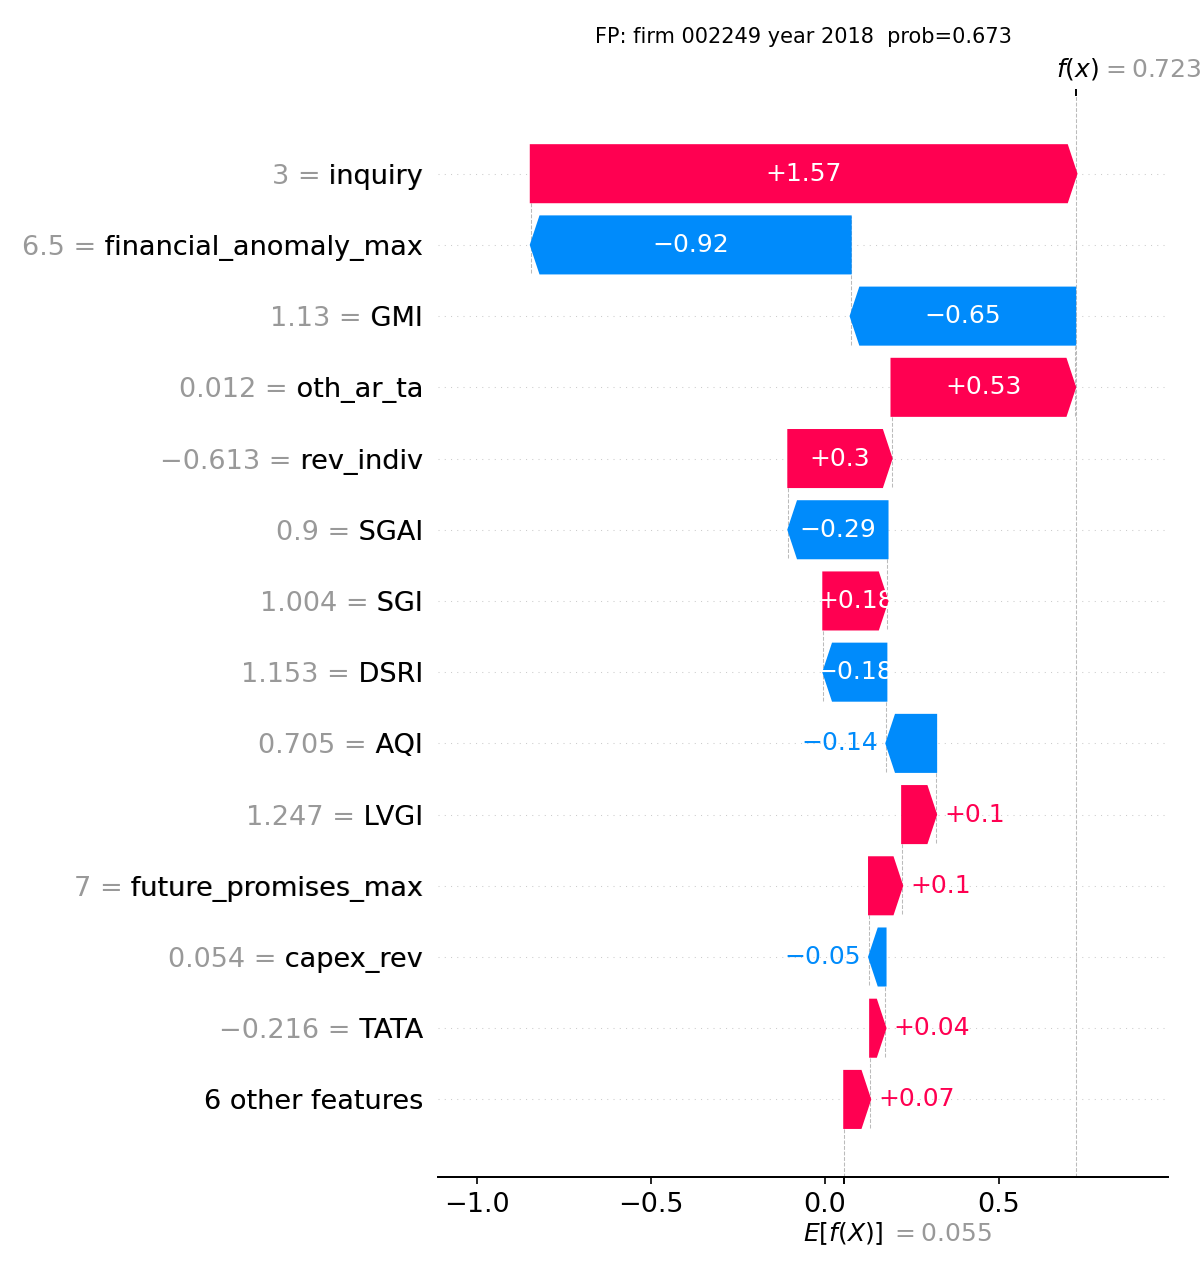 FP: firm 002249 year 2018  prob=0.673
f(x) = 0.723
3 = inquiry
+1.57
6.5 = financial_anomaly_max
−0.92
1.13 = GMI
−0.65
0.012 = oth_ar_ta
+0.53
−0.613 = rev_indiv
+0.3
0.9 = SGAI
−0.29
1.004 = SGI
+0.18
1.153 = DSRI
−0.18
0.705 = AQI
−0.14
1.247 = LVGI
+0.1
7 = future_promises_max
+0.1
0.054 = capex_rev
−0.05
−0.216 = TATA
+0.04
6 other features
+0.07
−1.0 −0.5 0.0 0.5
E[f(X)] = 0.055